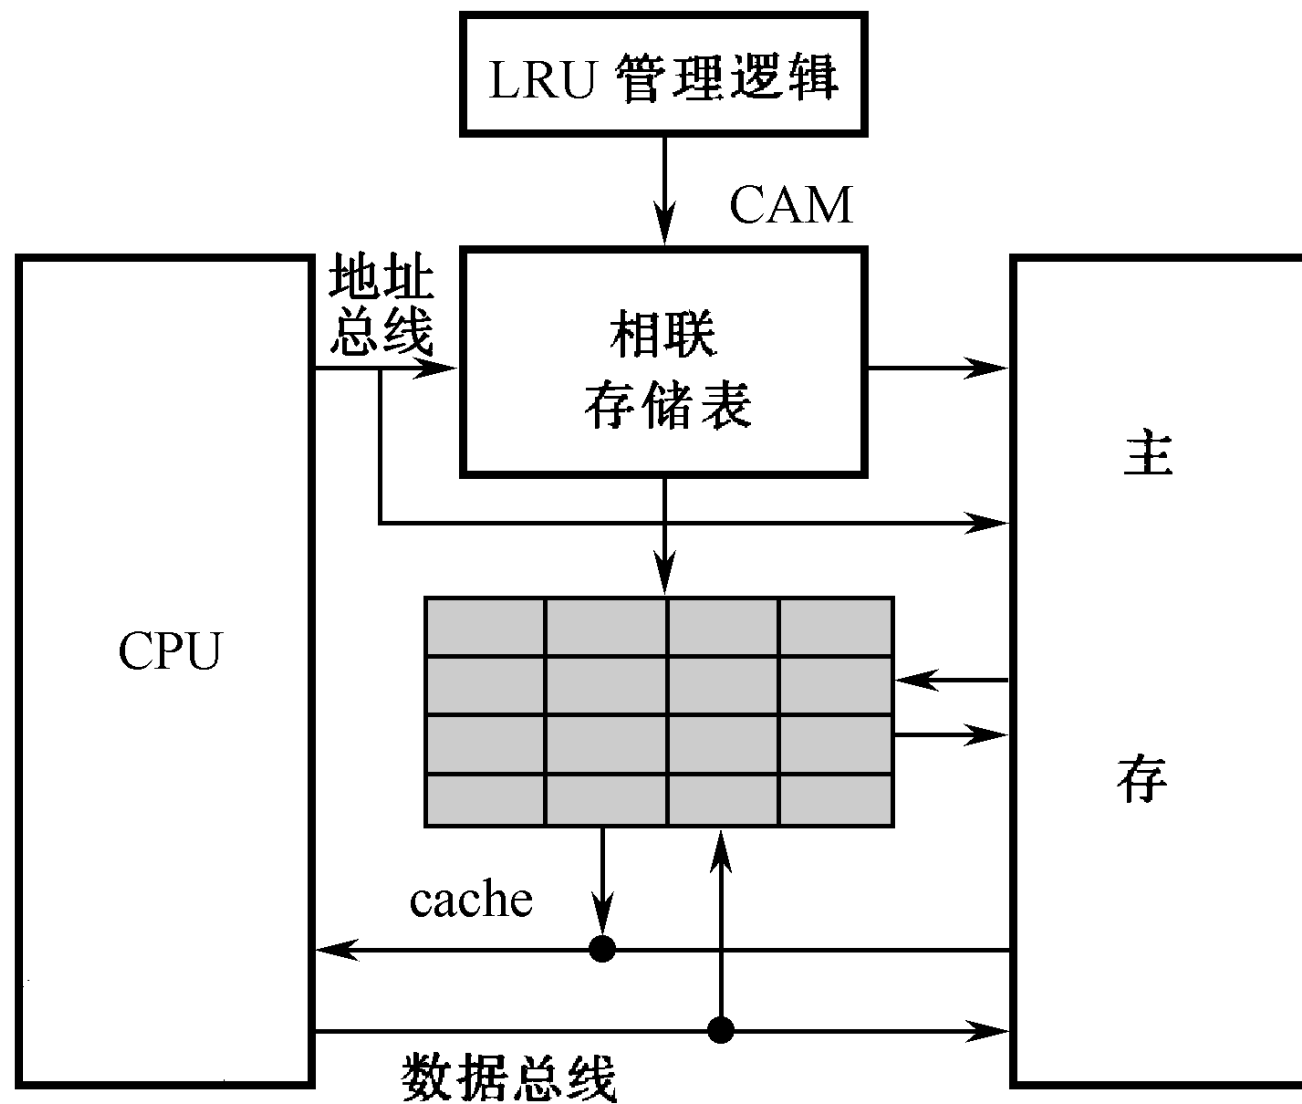 LRU 管理逻辑
CAM
地址
总线
相联
存储表
主
存
CPU
cache
数据总线